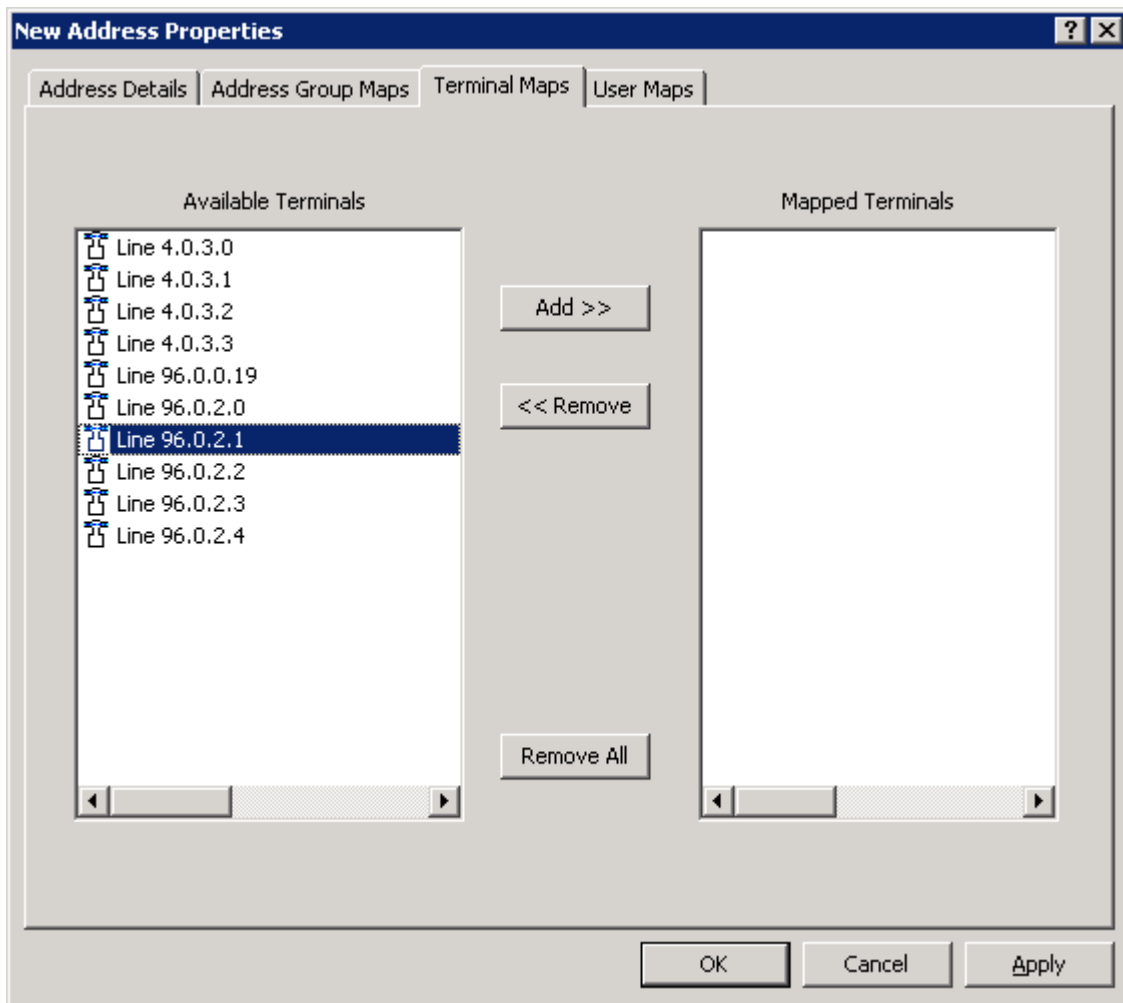 New Address Properties
Address Details
Address Group Maps
Terminal Maps
User Maps
Available Terminals
Mapped Terminals
Line 4.0.3.0
Line 4.0.3.1
Line 4.0.3.2
Line 4.0.3.3
Line 96.0.0.19
Line 96.0.2.0
Line 96.0.2.1
Line 96.0.2.2
Line 96.0.2.3
Line 96.0.2.4
Add >>
<< Remove
Remove All
OK
Cancel
Apply